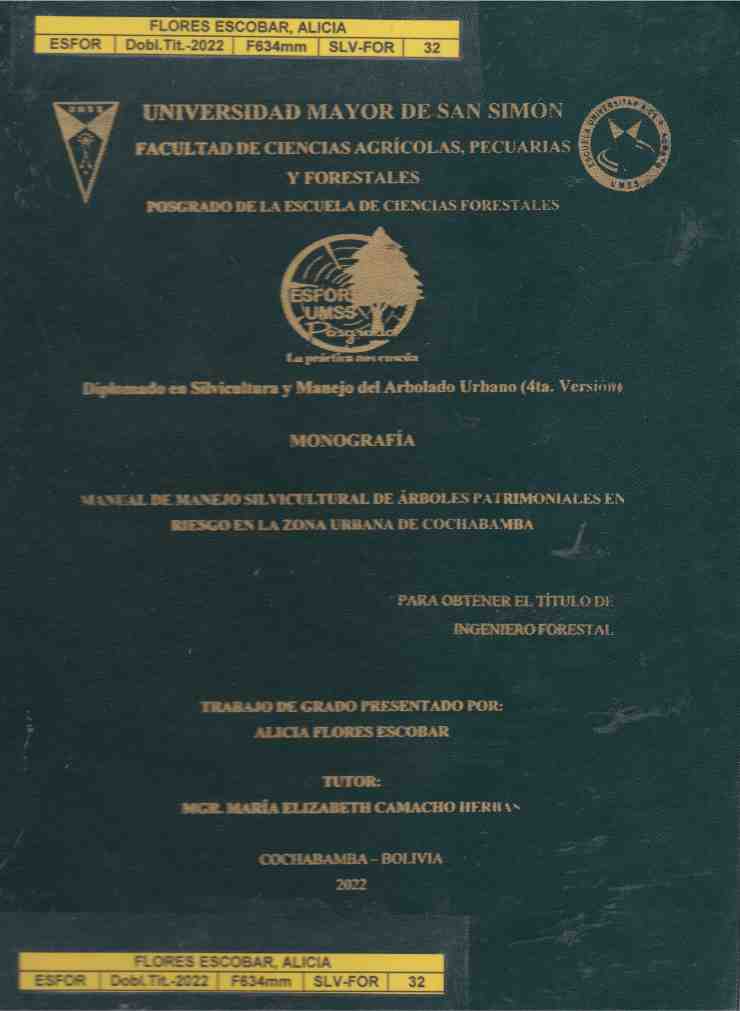 FLORES ESCOBAR, ALICIA
ESFOR Dobl.Tit.-2022 F634mm SLV-FOR 32
UMSS
UNIVERSIDAD MAYOR DE SAN SIMÓN
FACULTAD DE CIENCIAS AGRÍCOLAS, PECUARIAS
Y FORESTALES
POSGRADO DE LA ESCUELA DE CIENCIAS FORESTALES
UMSS
ESFOR
UMSS
Posgrado
La práctica nos enseña
Diplomado en Silvicultura y Manejo del Arbolado Urbano (4ta. Versión)
MONOGRAFÍA
MANUAL DE MANEJO SILVICULTURAL DE ÁRBOLES PATRIMONIALES EN
RIESGO EN LA ZONA URBANA DE COCHABAMBA
PARA OBTENER EL TÍTULO DE
INGENIERO FORESTAL
TRABAJO DE GRADO PRESENTADO POR:
ALICIA FLORES ESCOBAR
TUTOR:
MGR. MARÍA ELIZABETH CAMACHO
COCHABAMBA – BOLIVIA
2022
FLORES ESCOBAR, ALICIA
ESFOR Dobl.Tit.-2022 F634mm SLV-FOR 32